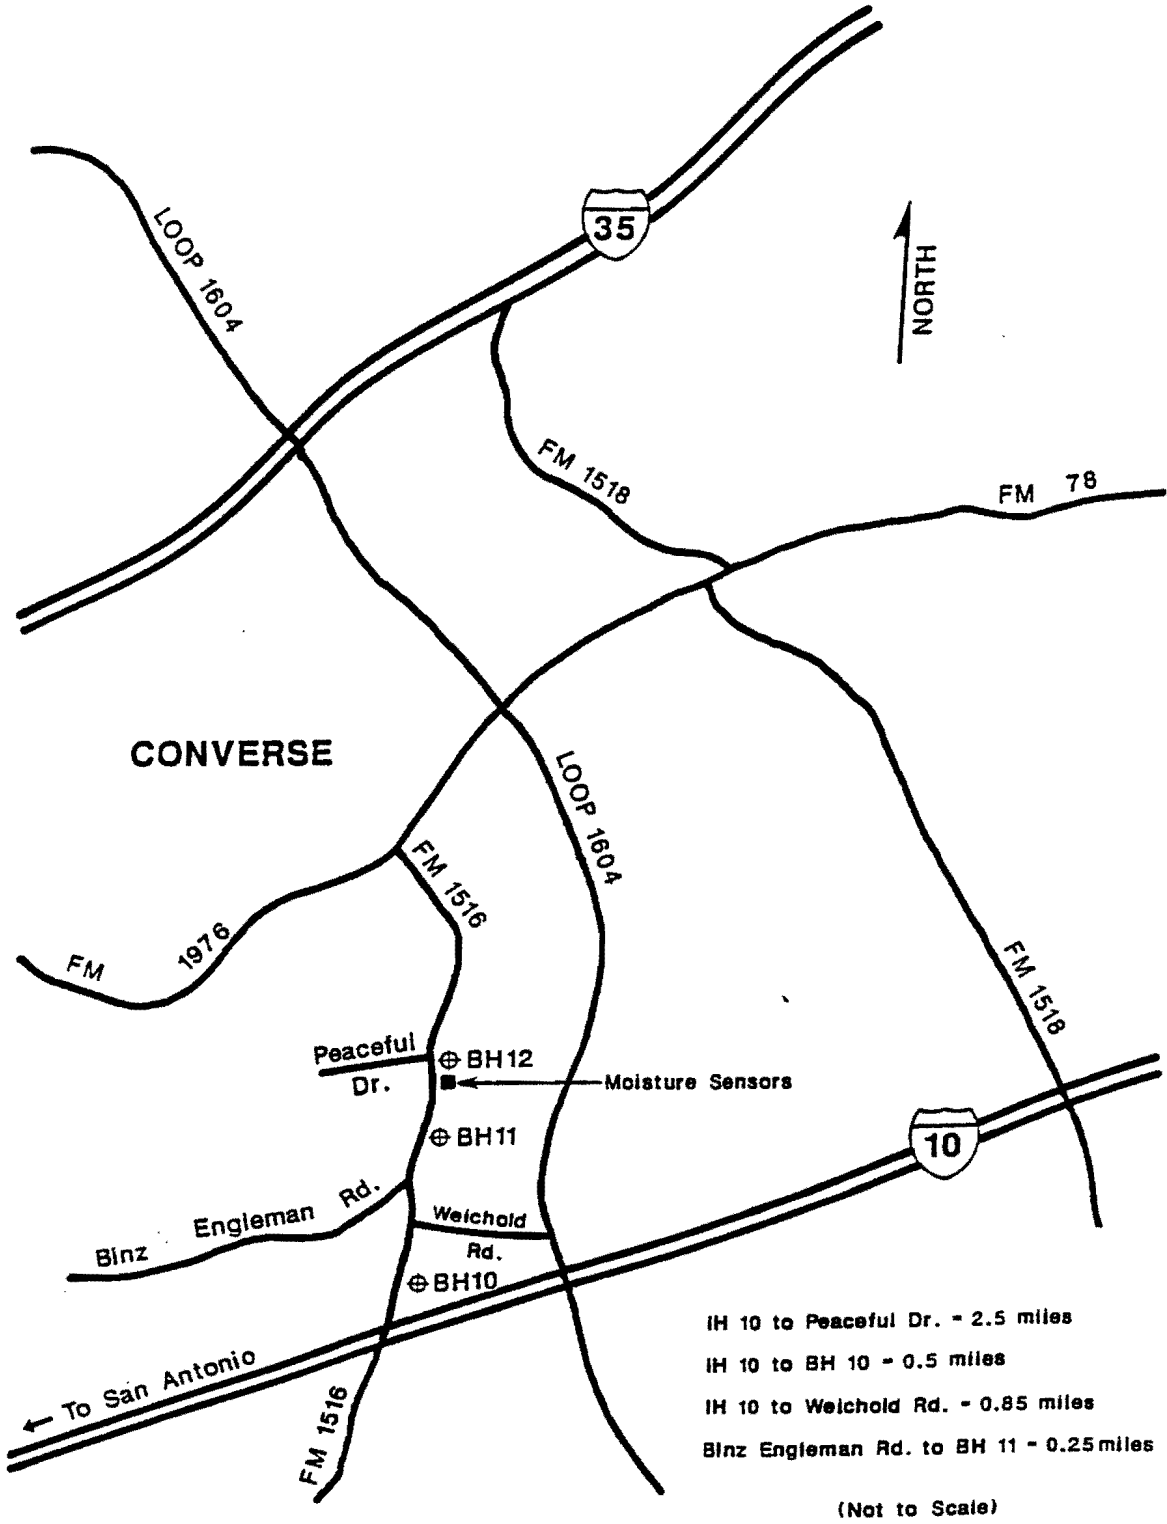 35
LOOP 1604
NORTH
FM 1518
FM 78
CONVERSE
LOOP 1604
FM 1516
FM 1976
FM 1518
Peaceful
Dr.
BH12
Moisture Sensors
BH11
10
Binz Engleman Rd.
Weichold
Rd.
BH10
IH 10 to Peaceful Dr. - 2.5 miles
IH 10 to BH 10 - 0.5 miles
← To San Antonio
IH 10 to Weichold Rd. - 0.85 miles
FM 1516
Binz Engleman Rd. to BH 11 - 0.25 miles
(Not to Scale)